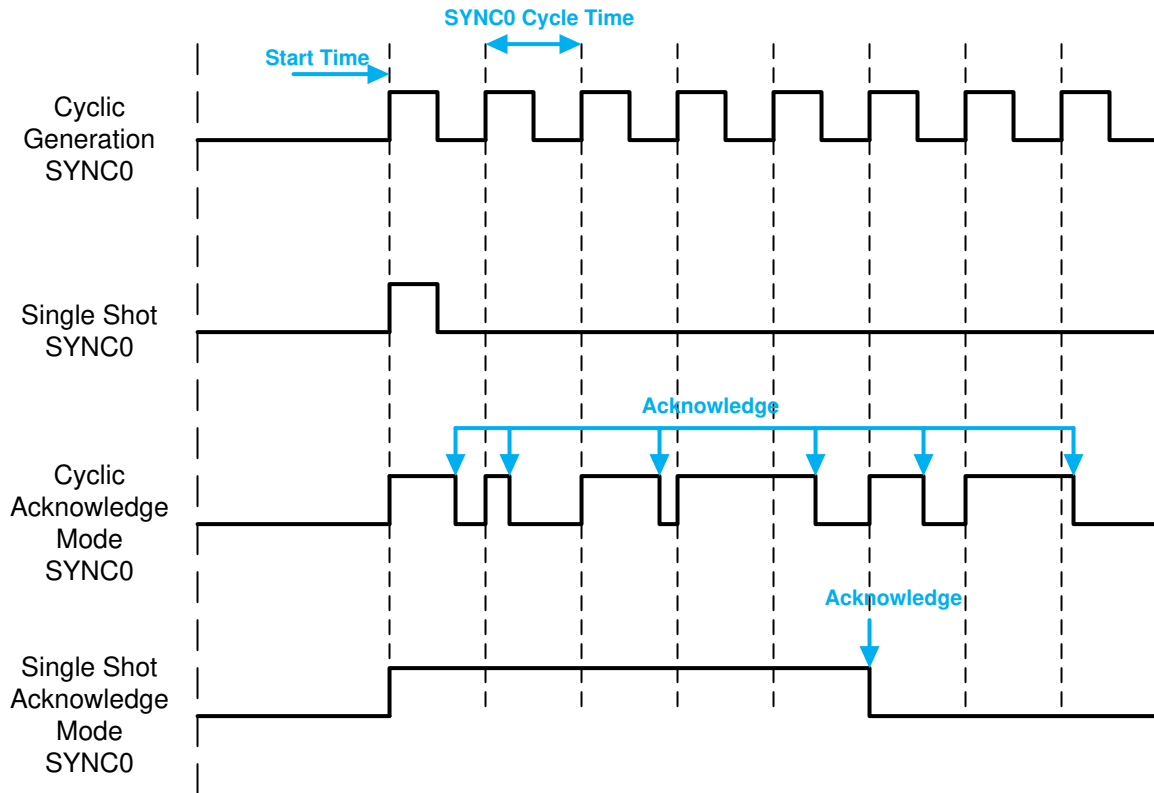 SYNC0 Cycle Time
Start Time
Cyclic
Generation
SYNC0
Single Shot
SYNC0
Acknowledge
Cyclic
Acknowledge
Mode
SYNC0
Acknowledge
Single Shot
Acknowledge
Mode
SYNC0